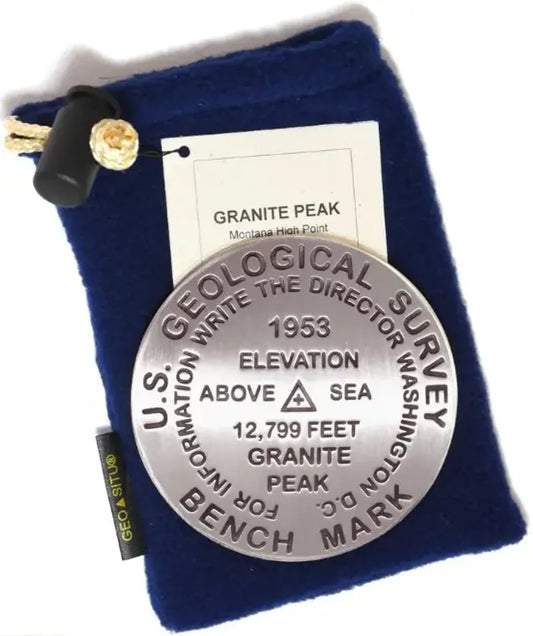 GRANITE PEAK
Montana High Point
U.S. GEOLOGICAL SURVEY
FOR INFORMATION WRITE THE DIRECTOR WASHINGTON D.C.
1953
ELEVATION
ABOVE SEA
12,799 FEET
GRANITE
PEAK
BENCH MARK
GEO▲SITU®